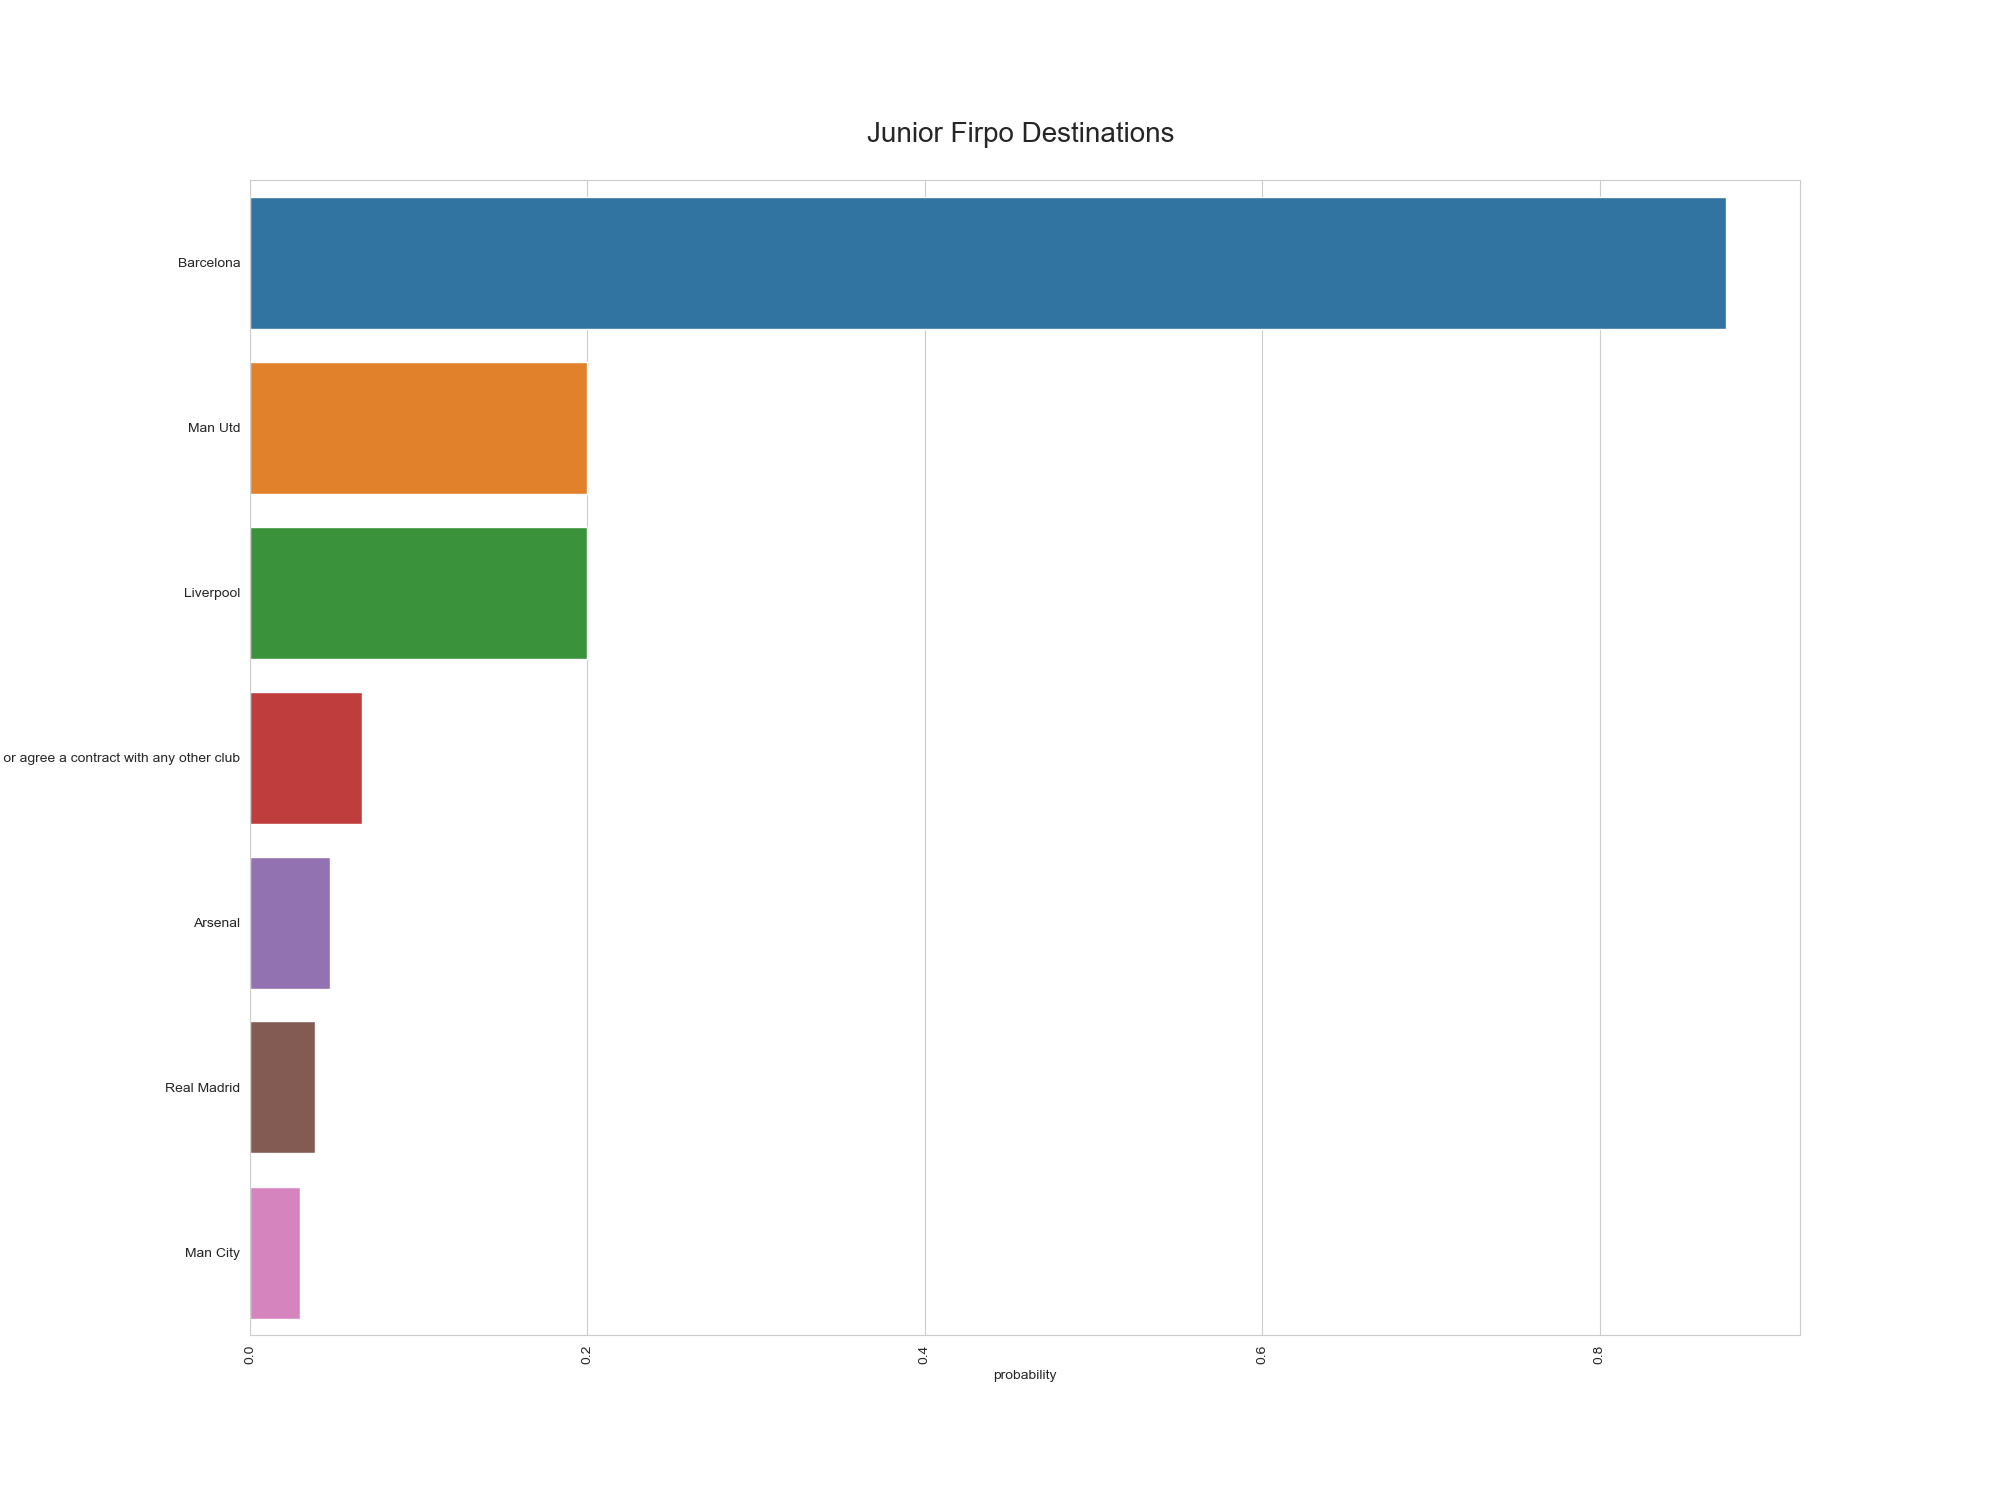 Junior Firpo Destinations
Barcelona
Man Utd
Liverpool
or agree a contract with any other club
Arsenal
Real Madrid
Man City
0.0
0.2
0.4
0.6
0.8
probability